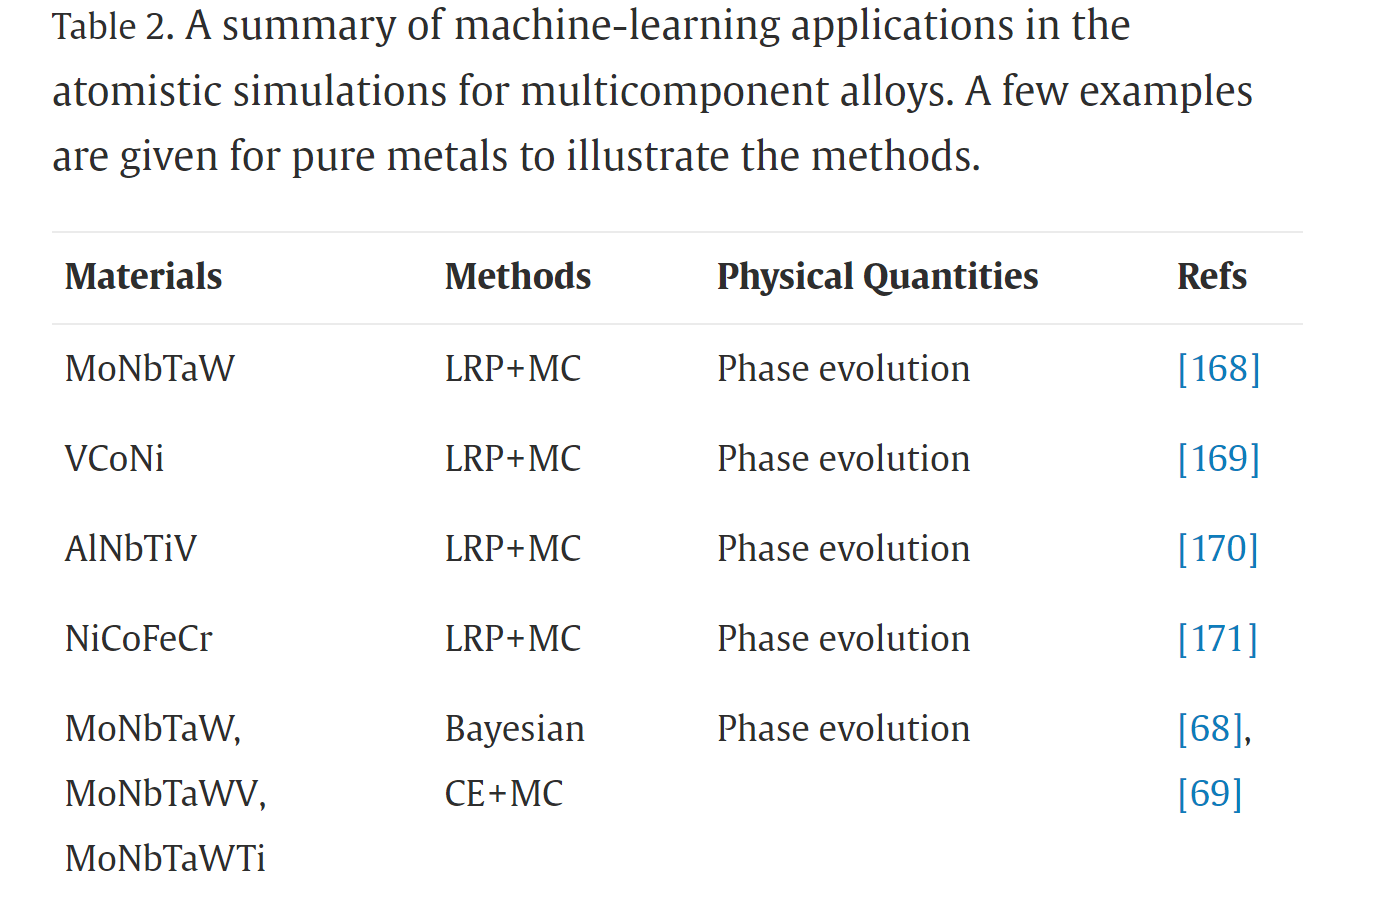 Table 2. A summary of machine-learning applications in the
atomistic simulations for multicomponent alloys. A few examples
are given for pure metals to illustrate the methods.
Materials Methods Physical Quantities Refs
MoNbTaW LRP+MC Phase evolution [168]
VCoNi LRP+MC Phase evolution [169]
AlNbTiV LRP+MC Phase evolution [170]
NiCoFeCr LRP+MC Phase evolution [171]
MoNbTaW, Bayesian Phase evolution [68],
MoNbTaWV, CE+MC [69]
MoNbTaWTi